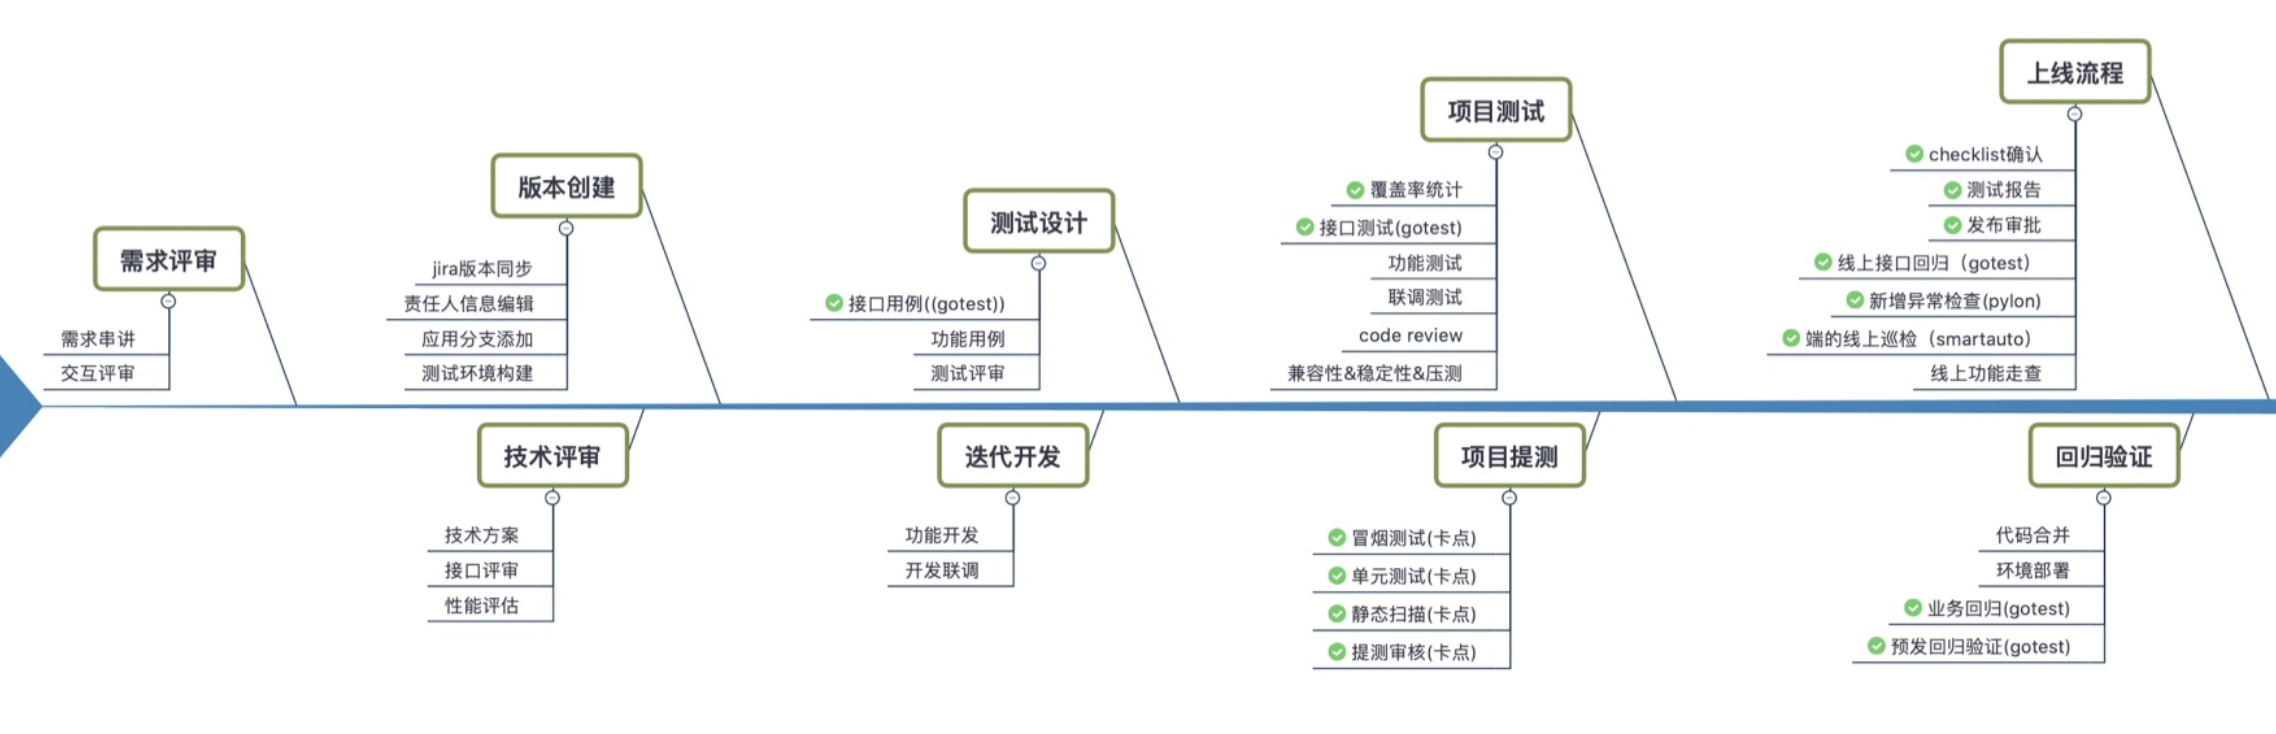 需求评审
需求串讲
交互评审
版本创建
jira版本同步
责任人信息编辑
应用分支添加
测试环境构建
测试设计
接口用例((gotest))
功能用例
测试评审
项目测试
覆盖率统计
接口测试(gotest)
功能测试
联调测试
code review
兼容性&稳定性&压测
上线流程
checklist确认
测试报告
发布审批
线上接口回归（gotest）
新增异常检查(pylon)
端的线上巡检（smartauto）
线上功能走查
技术评审
技术方案
接口评审
性能评估
迭代开发
功能开发
开发联调
项目提测
冒烟测试(卡点)
单元测试(卡点)
静态扫描(卡点)
提测审核(卡点)
回归验证
代码合并
环境部署
业务回归(gotest)
预发回归验证(gotest)